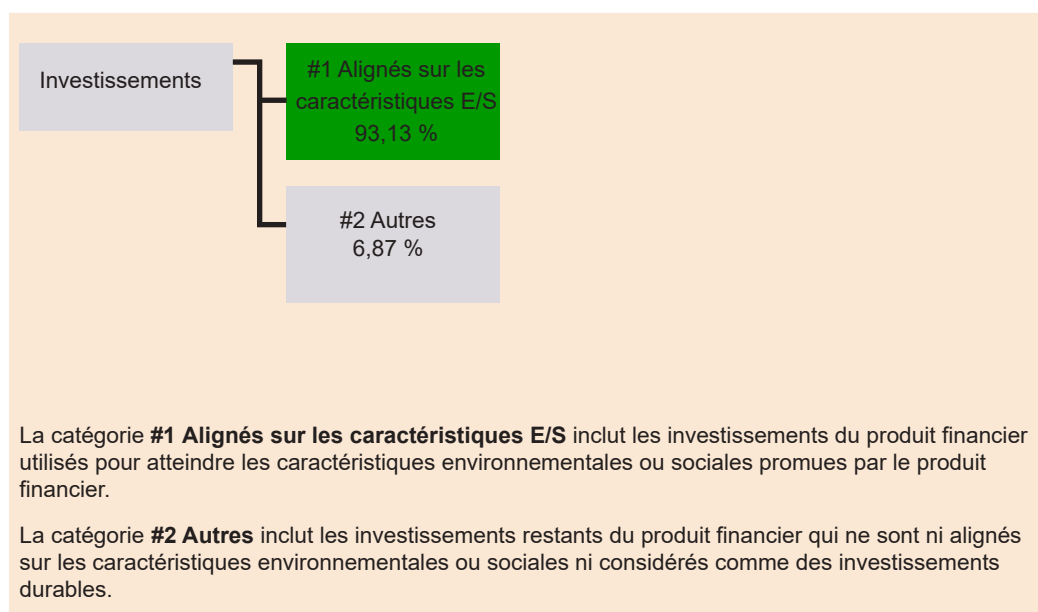 Investissements
#1 Alignés sur les
caractéristiques E/S
93,13 %
#2 Autres
6,87 %
La catégorie #1 Alignés sur les caractéristiques E/S inclut les investissements du produit financier
utilisés pour atteindre les caractéristiques environnementales ou sociales promues par le produit
financier.
La catégorie #2 Autres inclut les investissements restants du produit financier qui ne sont ni alignés
sur les caractéristiques environnementales ou sociales ni considérés comme des investissements
durables.